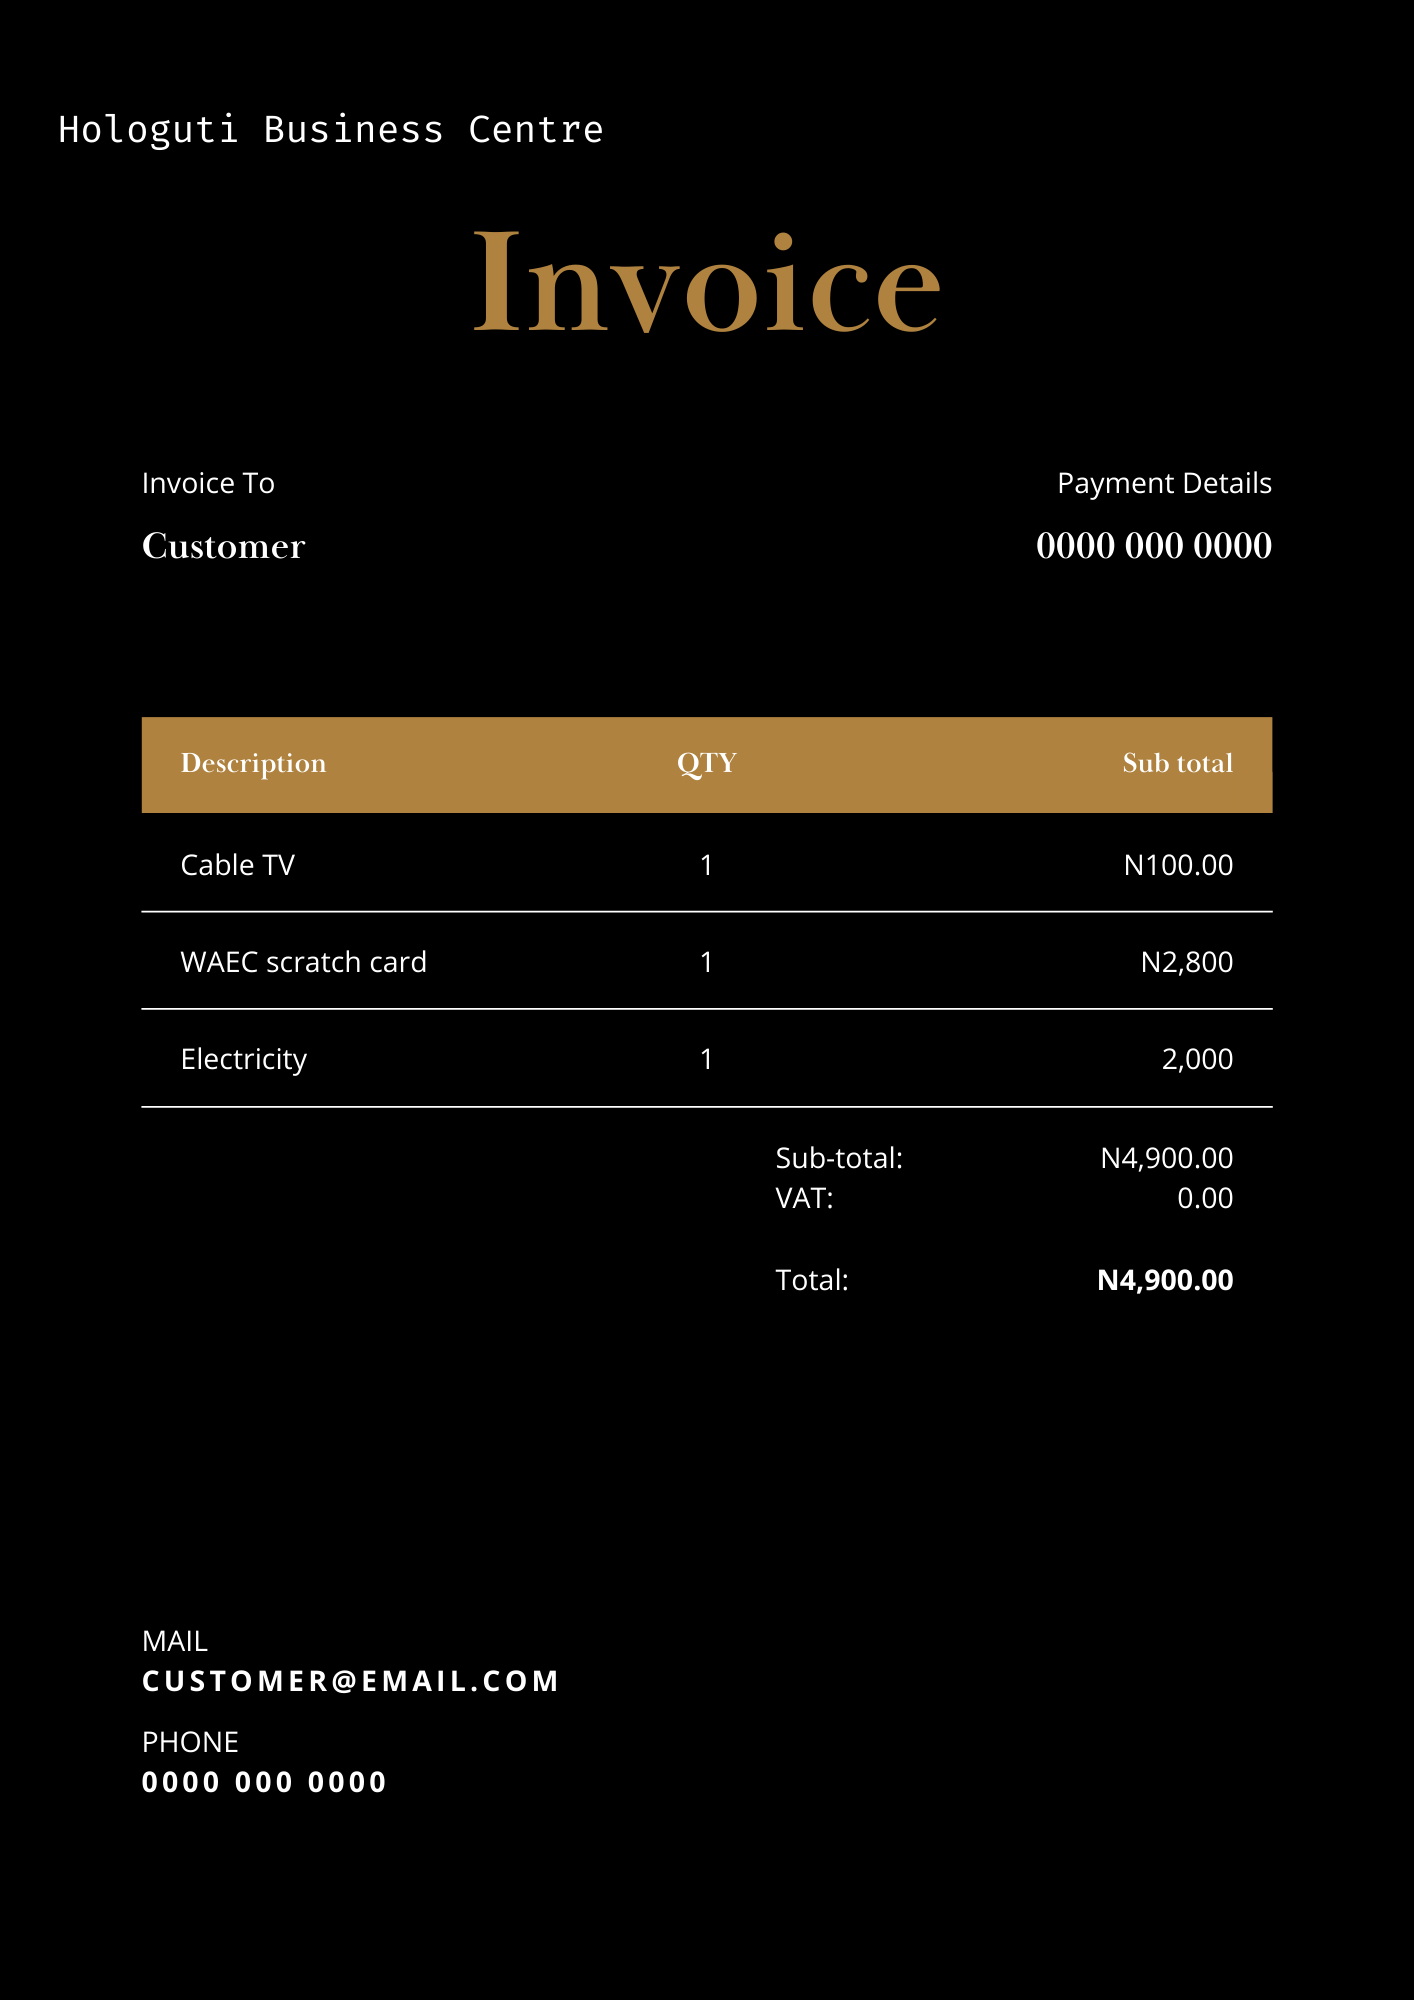 Hologuti Business Centre
Invoice
Invoice To
Payment Details
Customer
0000 000 0000
Description QTY Sub total
Cable TV 1 N100.00
WAEC scratch card 1 N2,800
Electricity 1 2,000
Sub-total: N4,900.00
VAT: 0.00
Total: N4,900.00
MAIL
CUSTOMER@EMAIL.COM
PHONE
0000 000 0000